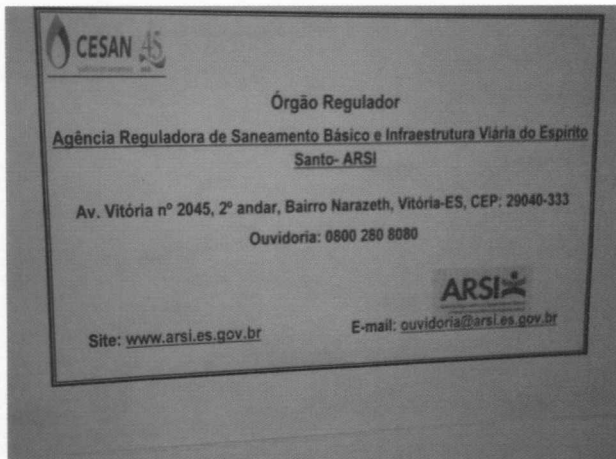 CESAN 45
Órgão Regulador
Agência Reguladora de Saneamento Básico e Infraestrutura Viária do Espírito
Santo- ARSI
Av. Vitória nº 2045, 2º andar, Bairro Narazeth, Vitória-ES, CEP: 29040-333
Ouvidoria: 0800 280 8080
ARSI
Site: www.arsi.es.gov.br
E-mail: ouvidoria@arsi.es.gov.br